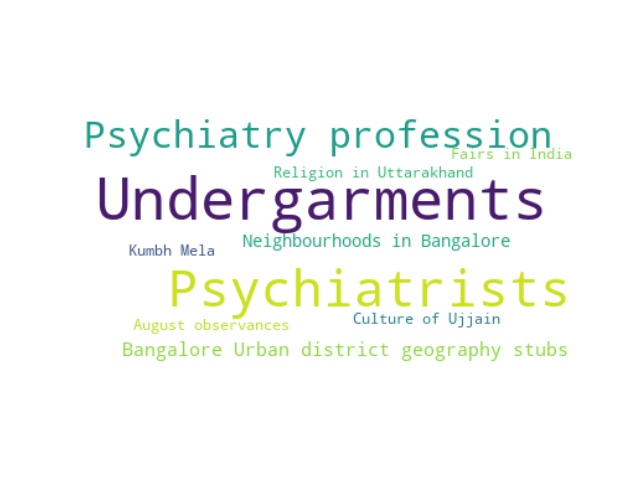 Psychiatry profession
Fairs in India
Religion in Uttarakhand
Undergarments
Neighbourhoods in Bangalore
Kumbh Mela
Psychiatrists
Culture of Ujjain
August observances
Bangalore Urban district geography stubs